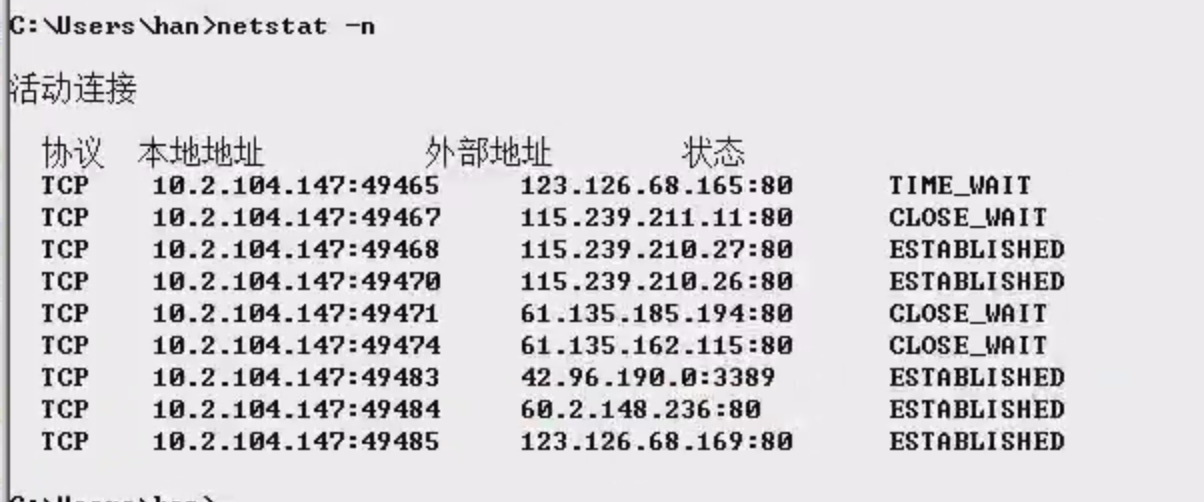 C:\Users\han>netstat -n
活动连接
协议 本地地址 外部地址 状态
TCP 10.2.104.147:49465 123.126.68.165:80 TIME_WAIT
TCP 10.2.104.147:49467 115.239.211.11:80 CLOSE_WAIT
TCP 10.2.104.147:49468 115.239.210.27:80 ESTABLISHED
TCP 10.2.104.147:49470 115.239.210.26:80 ESTABLISHED
TCP 10.2.104.147:49471 61.135.185.194:80 CLOSE_WAIT
TCP 10.2.104.147:49474 61.135.162.115:80 CLOSE_WAIT
TCP 10.2.104.147:49483 42.96.190.0:3389 ESTABLISHED
TCP 10.2.104.147:49484 60.2.148.236:80 ESTABLISHED
TCP 10.2.104.147:49485 123.126.68.169:80 ESTABLISHED
C:\Users\han>